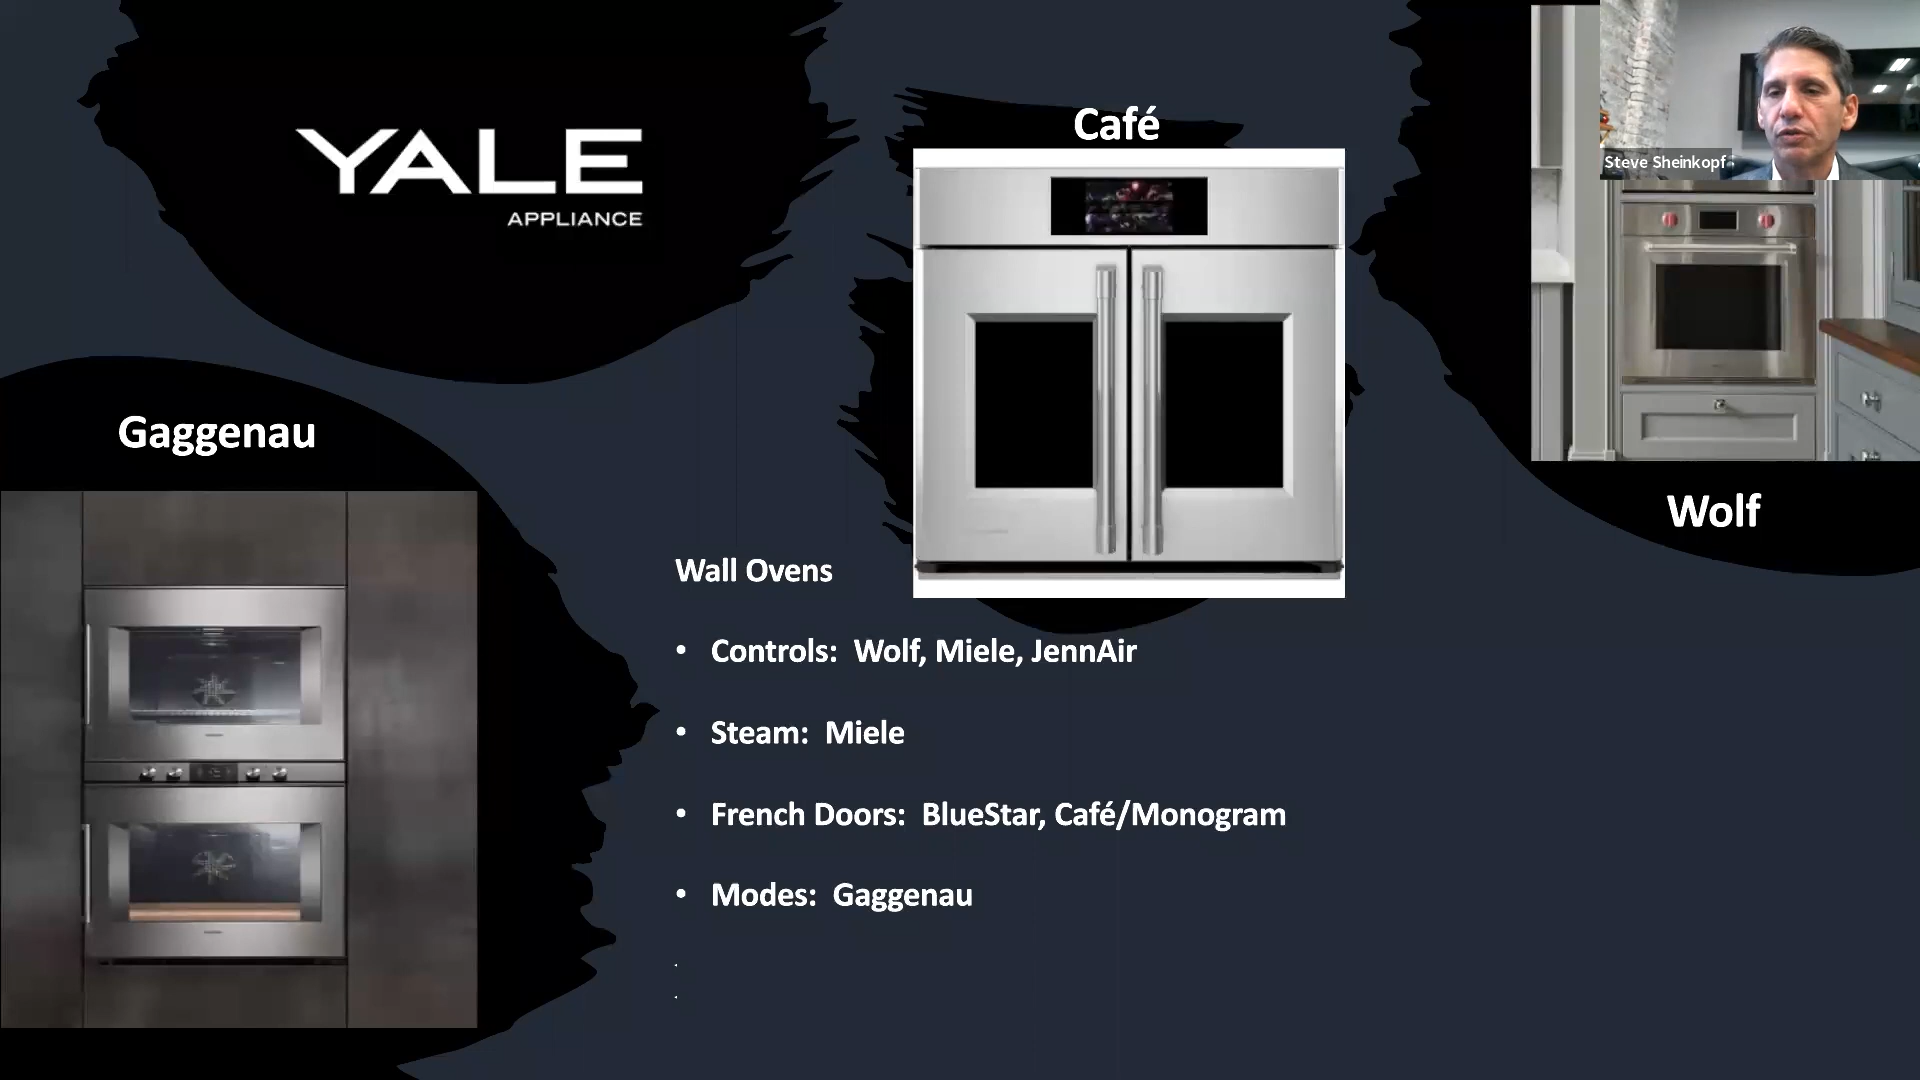 YALE
APPLIANCE
Café
Steve Sheinkopf
Gaggenau
Wolf
Wall Ovens
• Controls: Wolf, Miele, JennAir
• Steam: Miele
• French Doors: BlueStar, Café/Monogram
• Modes: Gaggenau